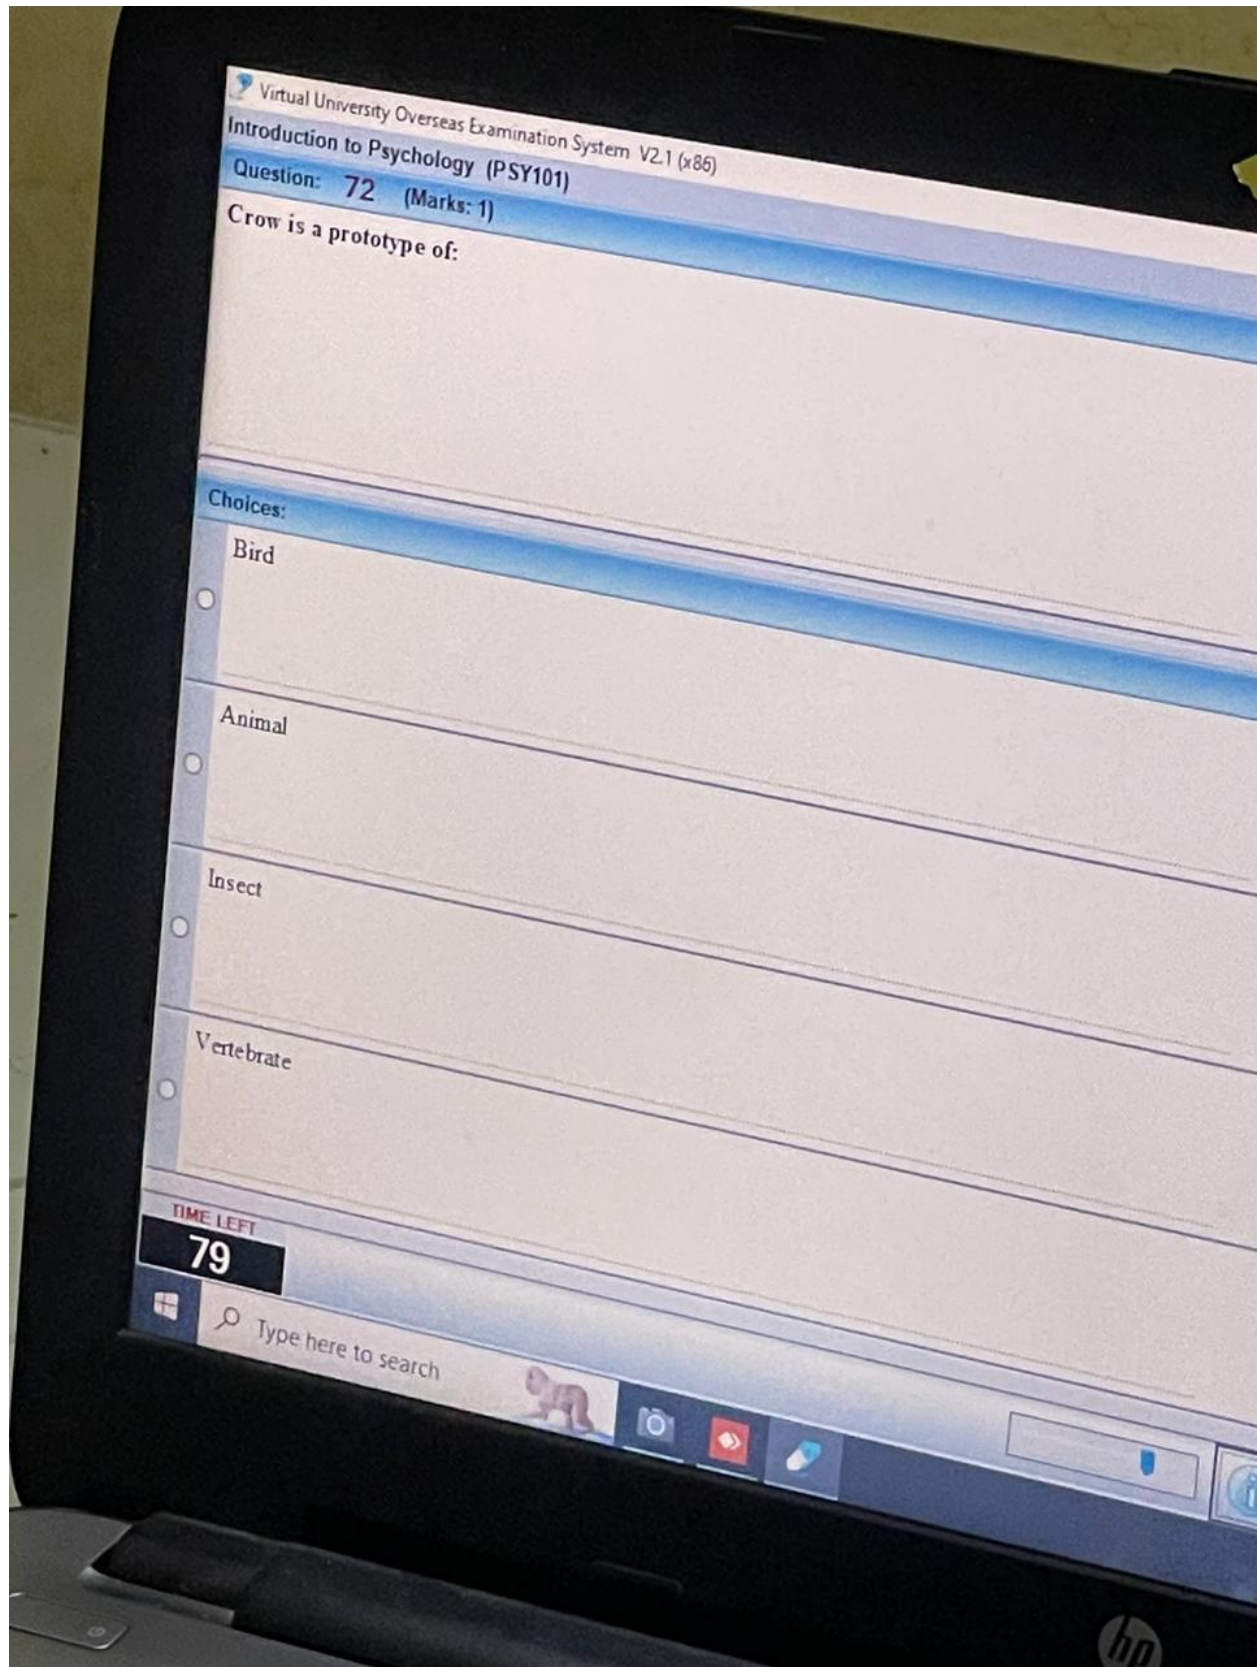 Virtual University Overseas Examination System V2.1 (x86)
Introduction to Psychology (PSY101)
Question: 72 (Marks: 1)
Crow is a prototype of:
Choices:
Bird
Animal
Insect
Vertebrate
TIME LEFT
79
Type here to search
hp